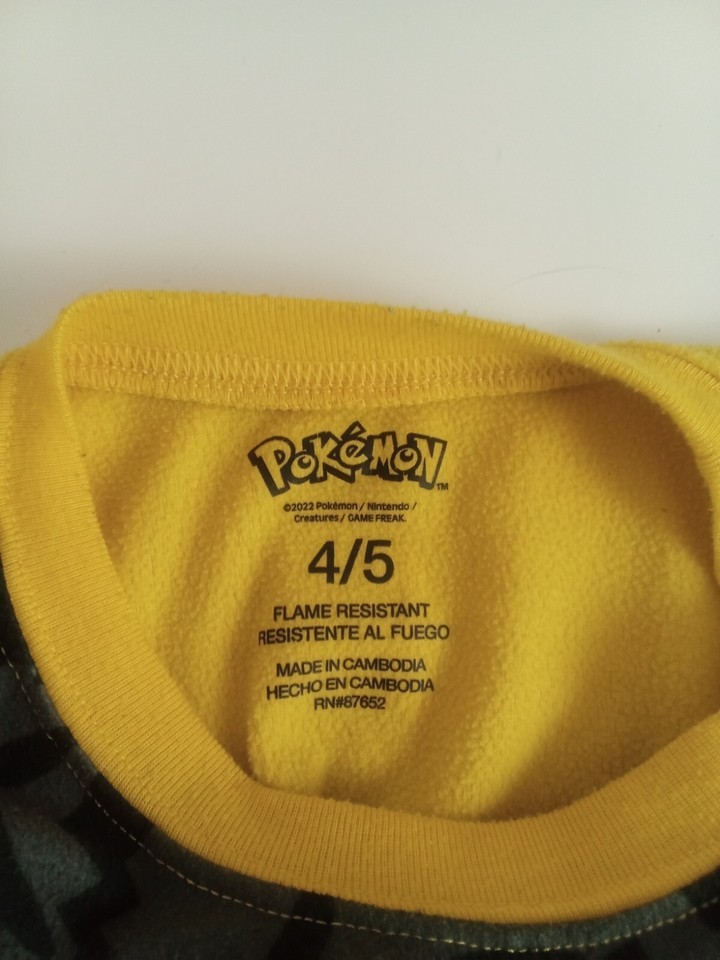 POKéMON
TM
©2022 Pokémon / Nintendo /
Creatures / GAME FREAK.
4/5
FLAME RESISTANT
RESISTENTE AL FUEGO
MADE IN CAMBODIA
HECHO EN CAMBODIA
RN#87652